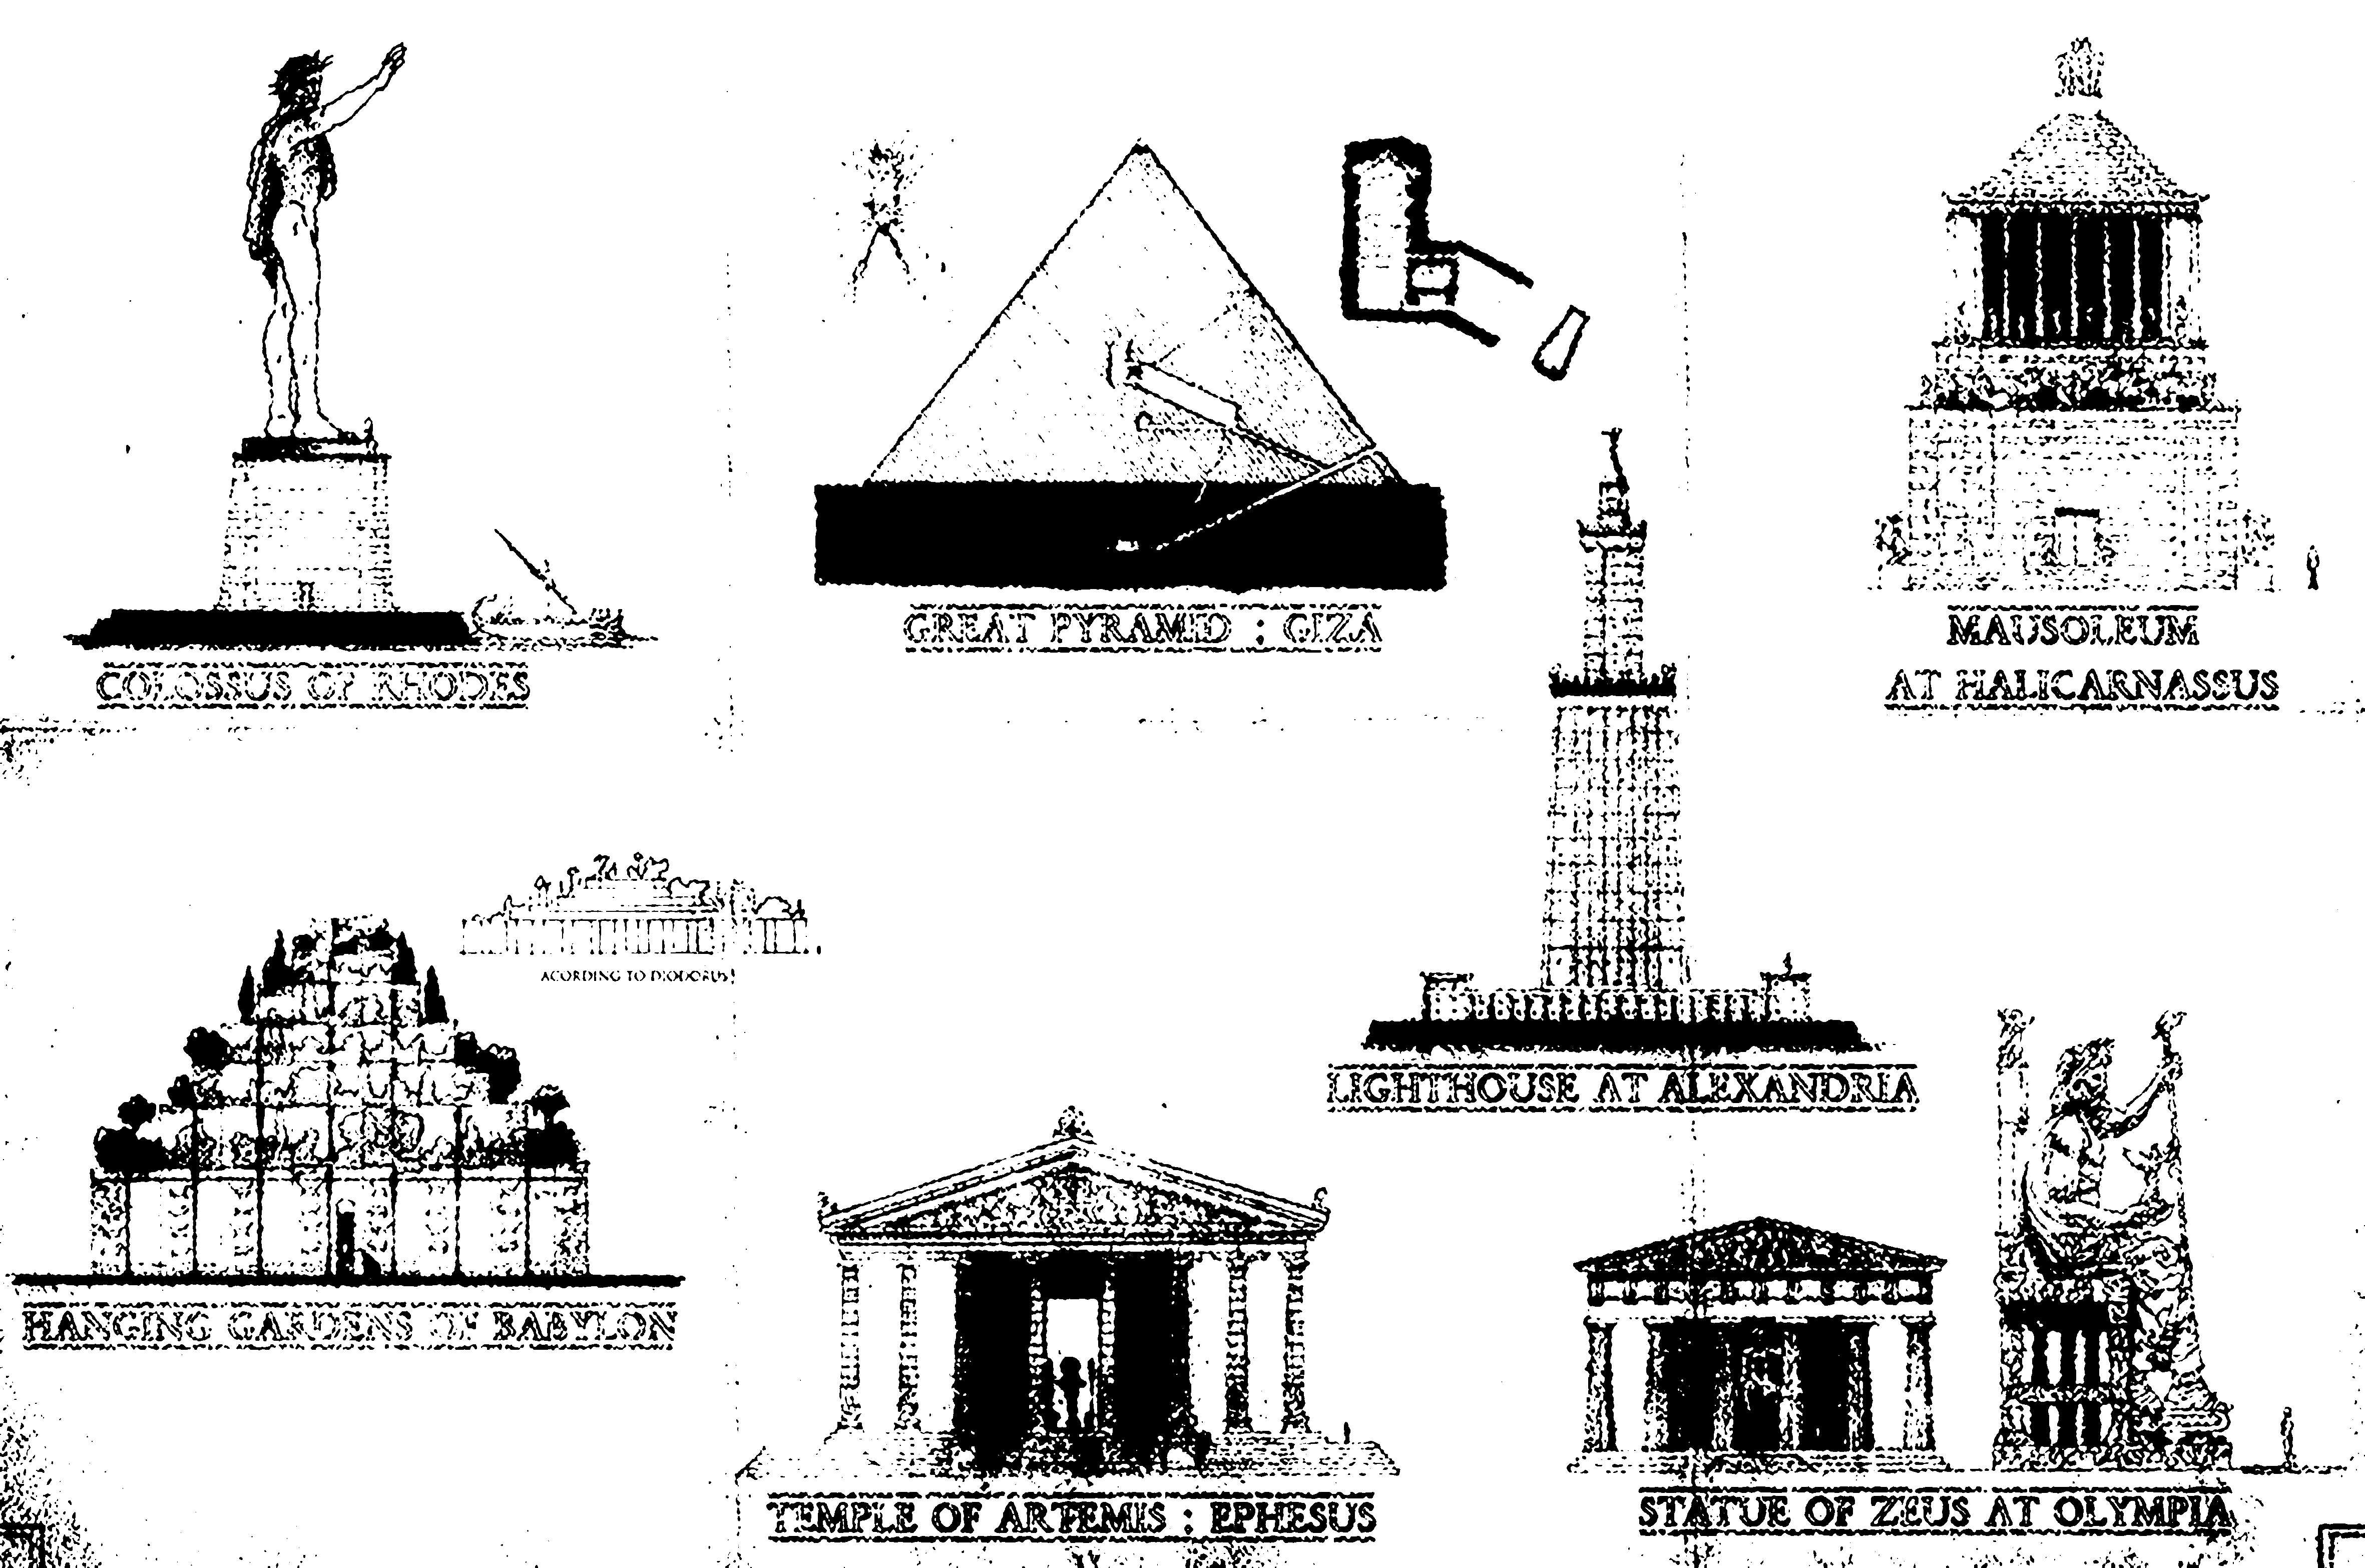 GREAT PYRAMID : GIZA
MAUSOLEUM
AT HALICARNASSUS
COLOSSUS OF RHODES
ACORDING TO DIODORUS
LIGHTHOUSE AT ALEXANDRIA
HANGING GARDENS OF BABYLON
TEMPLE OF ARTEMIS : EPHESUS
STATUE OF ZEUS AT OLYMPIA